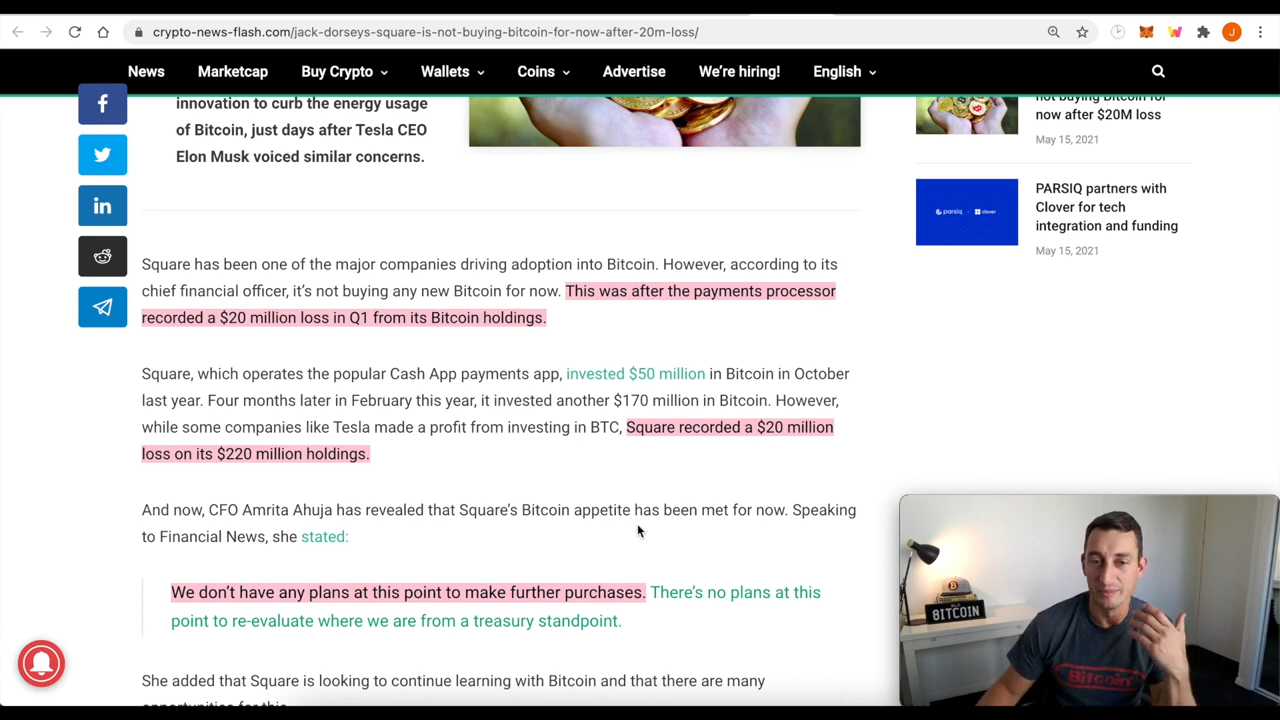 crypto-news-flash.com/jack-dorseys-square-is-not-buying-bitcoin-for-now-after-20m-loss/
J
News Marketcap Buy Crypto Wallets Coins Advertise We're hiring! English
innovation to curb the energy usage
of Bitcoin, just days after Tesla CEO
Elon Musk voiced similar concerns.
not buying Bitcoin for
now after $20M loss
May 15, 2021
parsiq clover
PARSIQ partners with
Clover for tech
integration and funding
May 15, 2021
Square has been one of the major companies driving adoption into Bitcoin. However, according to its
chief financial officer, it's not buying any new Bitcoin for now. This was after the payments processor
recorded a $20 million loss in Q1 from its Bitcoin holdings.
Square, which operates the popular Cash App payments app, invested $50 million in Bitcoin in October
last year. Four months later in February this year, it invested another $170 million in Bitcoin. However,
while some companies like Tesla made a profit from investing in BTC, Square recorded a $20 million
loss on its $220 million holdings.
And now, CFO Amrita Ahuja has revealed that Square's Bitcoin appetite has been met for now. Speaking
to Financial News, she stated:
We don't have any plans at this point to make further purchases. There's no plans at this
point to re-evaluate where we are from a treasury standpoint.
She added that Square is looking to continue learning with Bitcoin and that there are many
opportunities for this
BITCOIN
Bitcoin